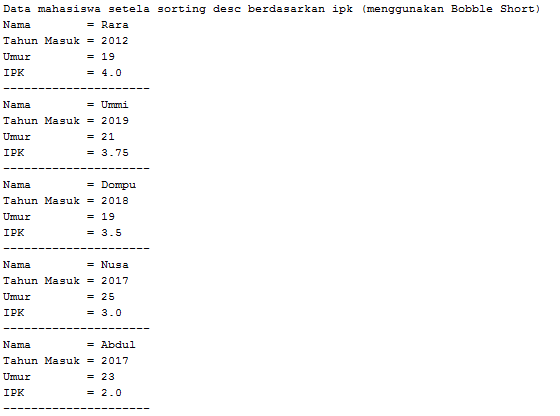 Data mahasiswa setela sorting desc berdasarkan ipk (menggunakan Bobble Short)
Nama        = Rara
Tahun Masuk = 2012
Umur        = 19
IPK         = 4.0
---------------------
Nama        = Ummi
Tahun Masuk = 2019
Umur        = 21
IPK         = 3.75
---------------------
Nama        = Dompu
Tahun Masuk = 2018
Umur        = 19
IPK         = 3.5
---------------------
Nama        = Nusa
Tahun Masuk = 2017
Umur        = 25
IPK         = 3.0
---------------------
Nama        = Abdul
Tahun Masuk = 2017
Umur        = 23
IPK         = 2.0
---------------------